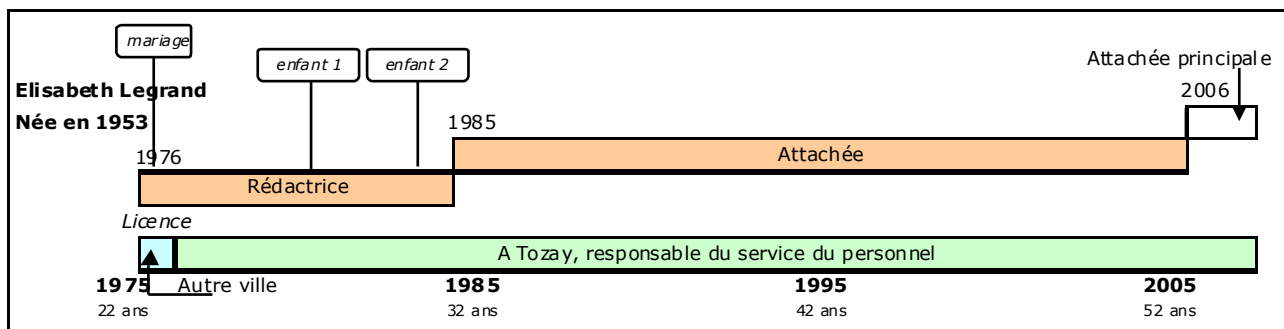 mariage
enfant 1 enfant 2
Attachée principale
Elisabeth Legrand
2006
Née en 1953
1985
1976
Attachée
Rédactrice
Licence
A Tozay, responsable du service du personnel
1975 Autre ville 1985 1995 2005
22 ans 32 ans 42 ans 52 ans